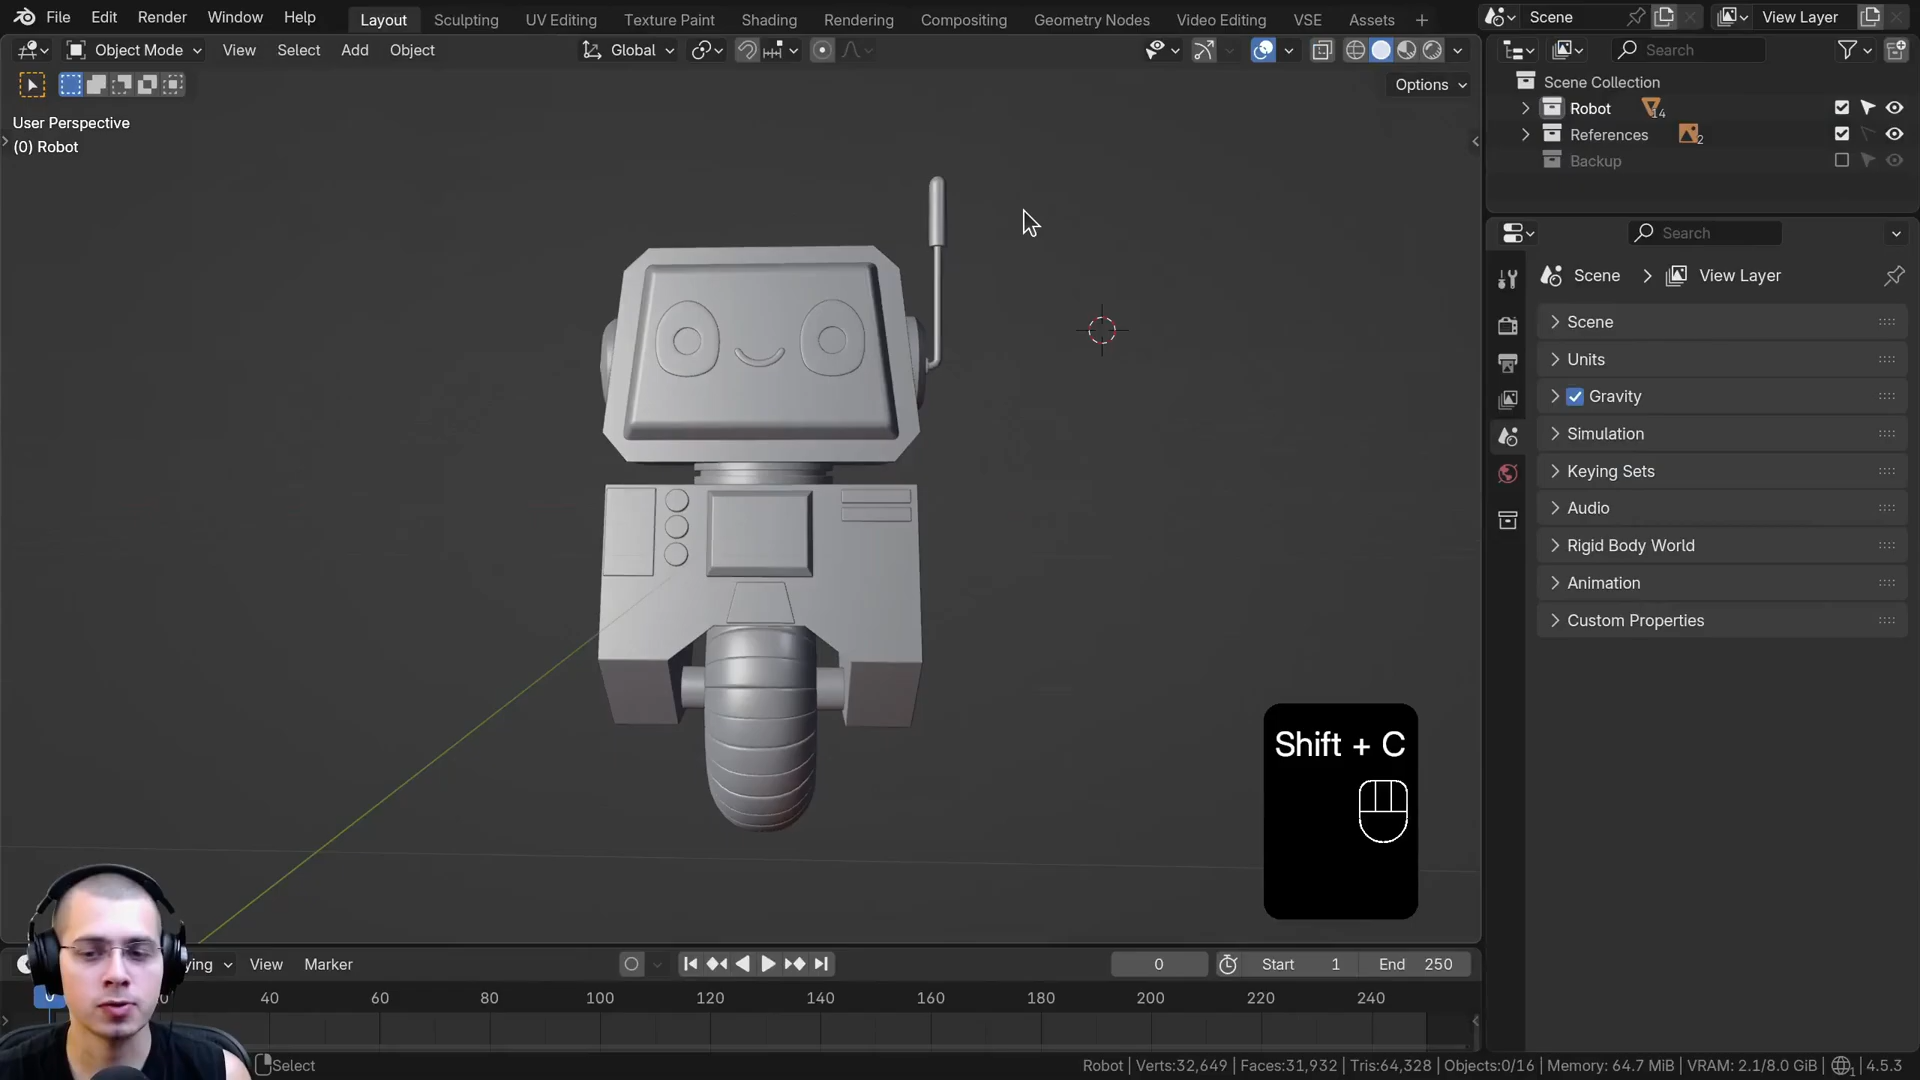 File Edit Render Window Help Layout Sculpting UV Editing Texture Paint Shading Rendering Compositing Geometry Nodes Video Editing VSE Assets + Scene View Layer
Object Mode View Select Add Object Global Search
Options
User Perspective
(0) Robot
Scene Collection
Robot 14
References 2
Backup
Search
Scene > View Layer
Scene
Units
Gravity
Simulation
Keying Sets
Audio
Rigid Body World
Animation
Custom Properties
Shift + C
ying View Marker 0 Start 1 End 250
0 40 60 80 100 120 140 160 180 200 220 240
Select Robot | Verts:32,649 | Faces:31,932 | Tris:64,328 | Objects:0/16 | Memory: 64.7 MiB | VRAM: 2.1/8.0 GiB | 1 4.5.3